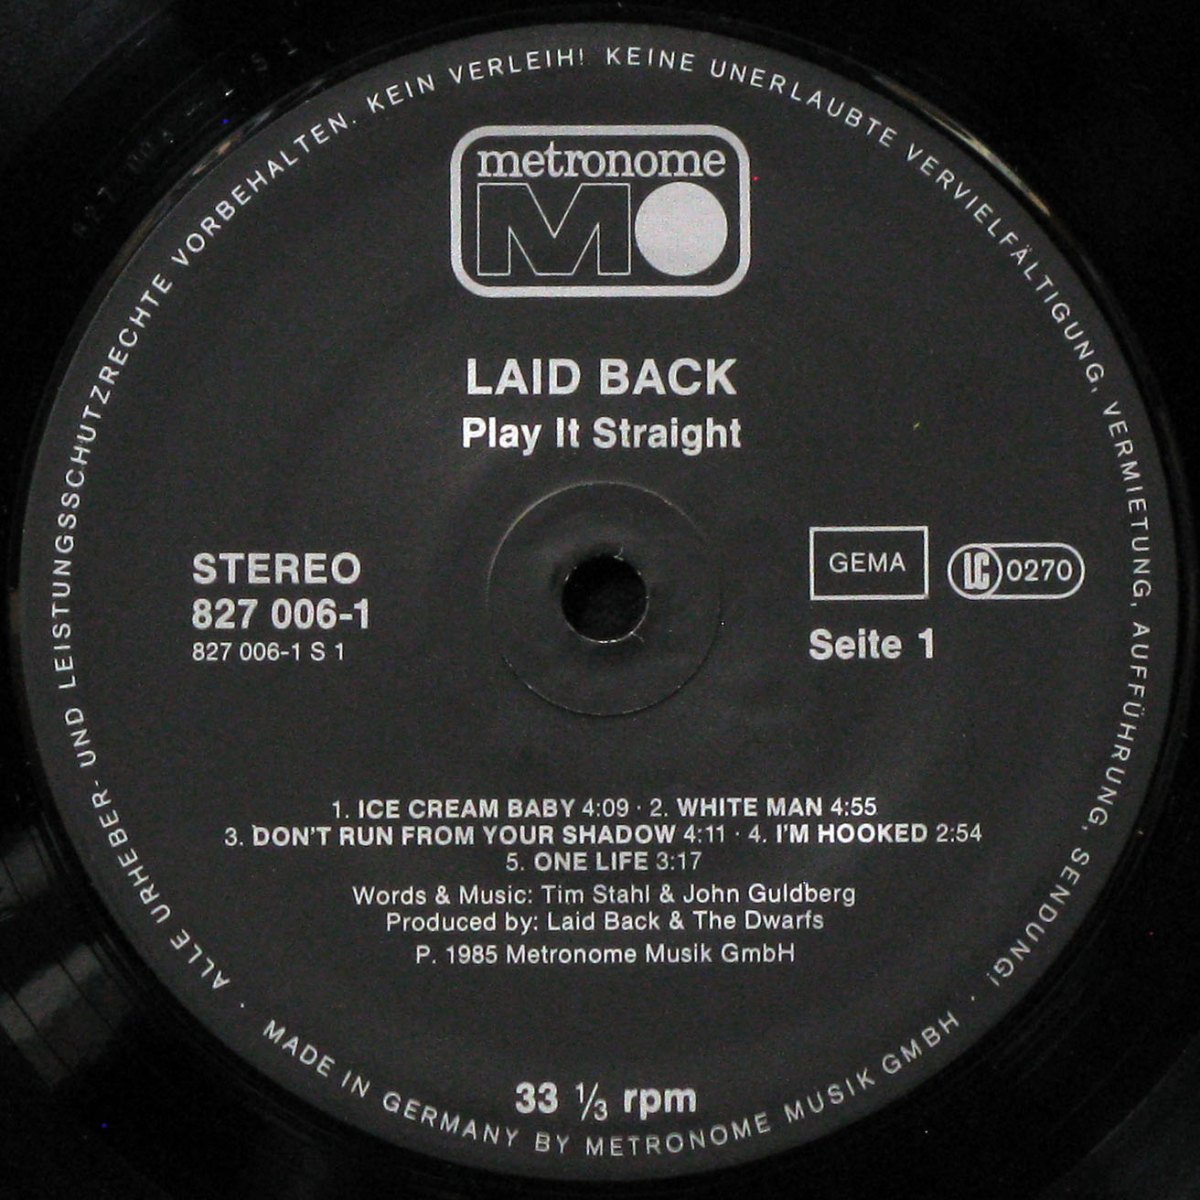 ALLE URHEBER- UND LEISTUNGSSCHUTZRECHTE VORBEHALTEN. KEIN VERLEIH! KEINE UNERLAUBTE VERVIELFÄLTIGUNG, VERMIETUNG, AUFFÜHRUNG, SENDUNG!
metronome
MO
LAID BACK
Play It Straight
STEREO
827 006-1
827 006-1 S 1
GEMA LC 0270
Seite 1
1. ICE CREAM BABY 4:09 · 2. WHITE MAN 4:55
3. DON'T RUN FROM YOUR SHADOW 4:11 · 4. I'M HOOKED 2:54
5. ONE LIFE 3:17
Words & Music: Tim Stahl & John Guldberg
Produced by: Laid Back & The Dwarfs
P. 1985 Metronome Musik GmbH
33 ⅓ rpm
· MADE IN GERMANY BY METRONOME MUSIK GMBH ·